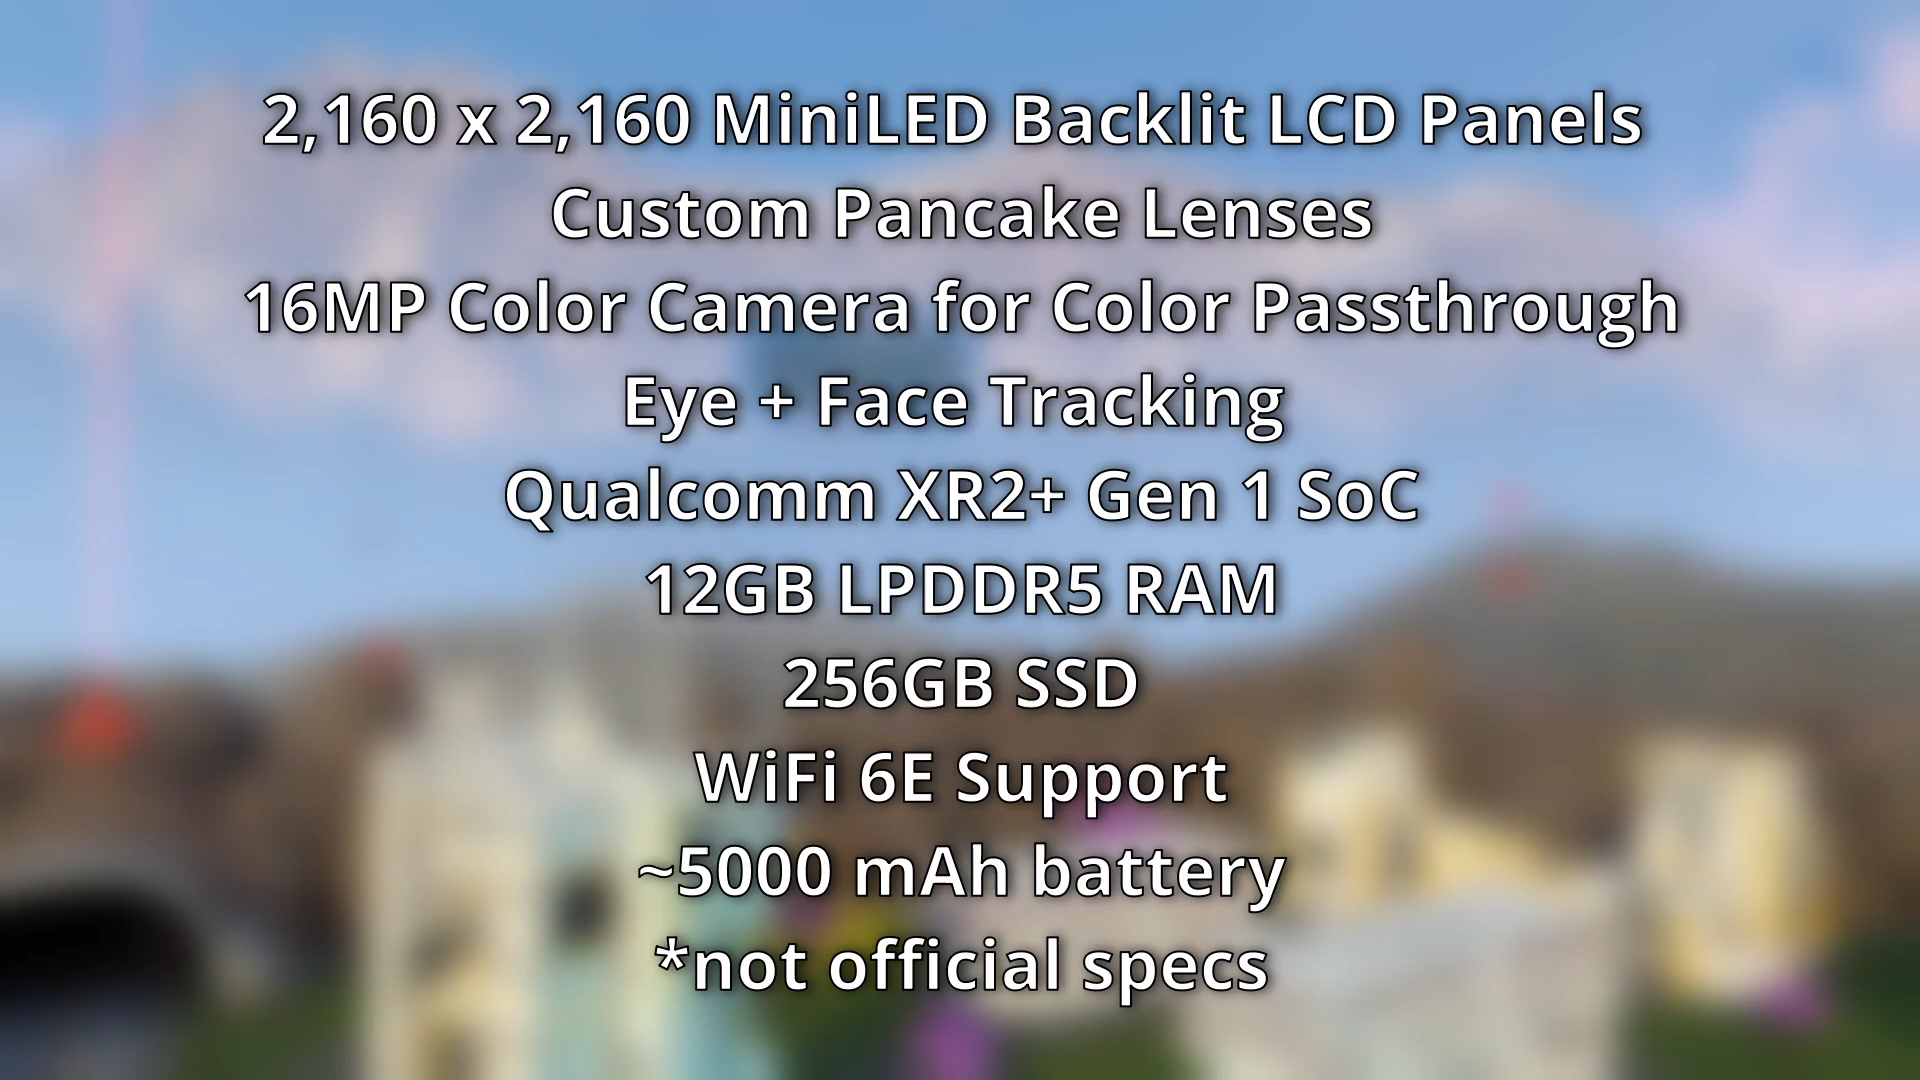 2,160 x 2,160 MiniLED Backlit LCD Panels
Custom Pancake Lenses
16MP Color Camera for Color Passthrough
Eye + Face Tracking
Qualcomm XR2+ Gen 1 SoC
12GB LPDDR5 RAM
256GB SSD
WiFi 6E Support
~5000 mAh battery
*not official specs